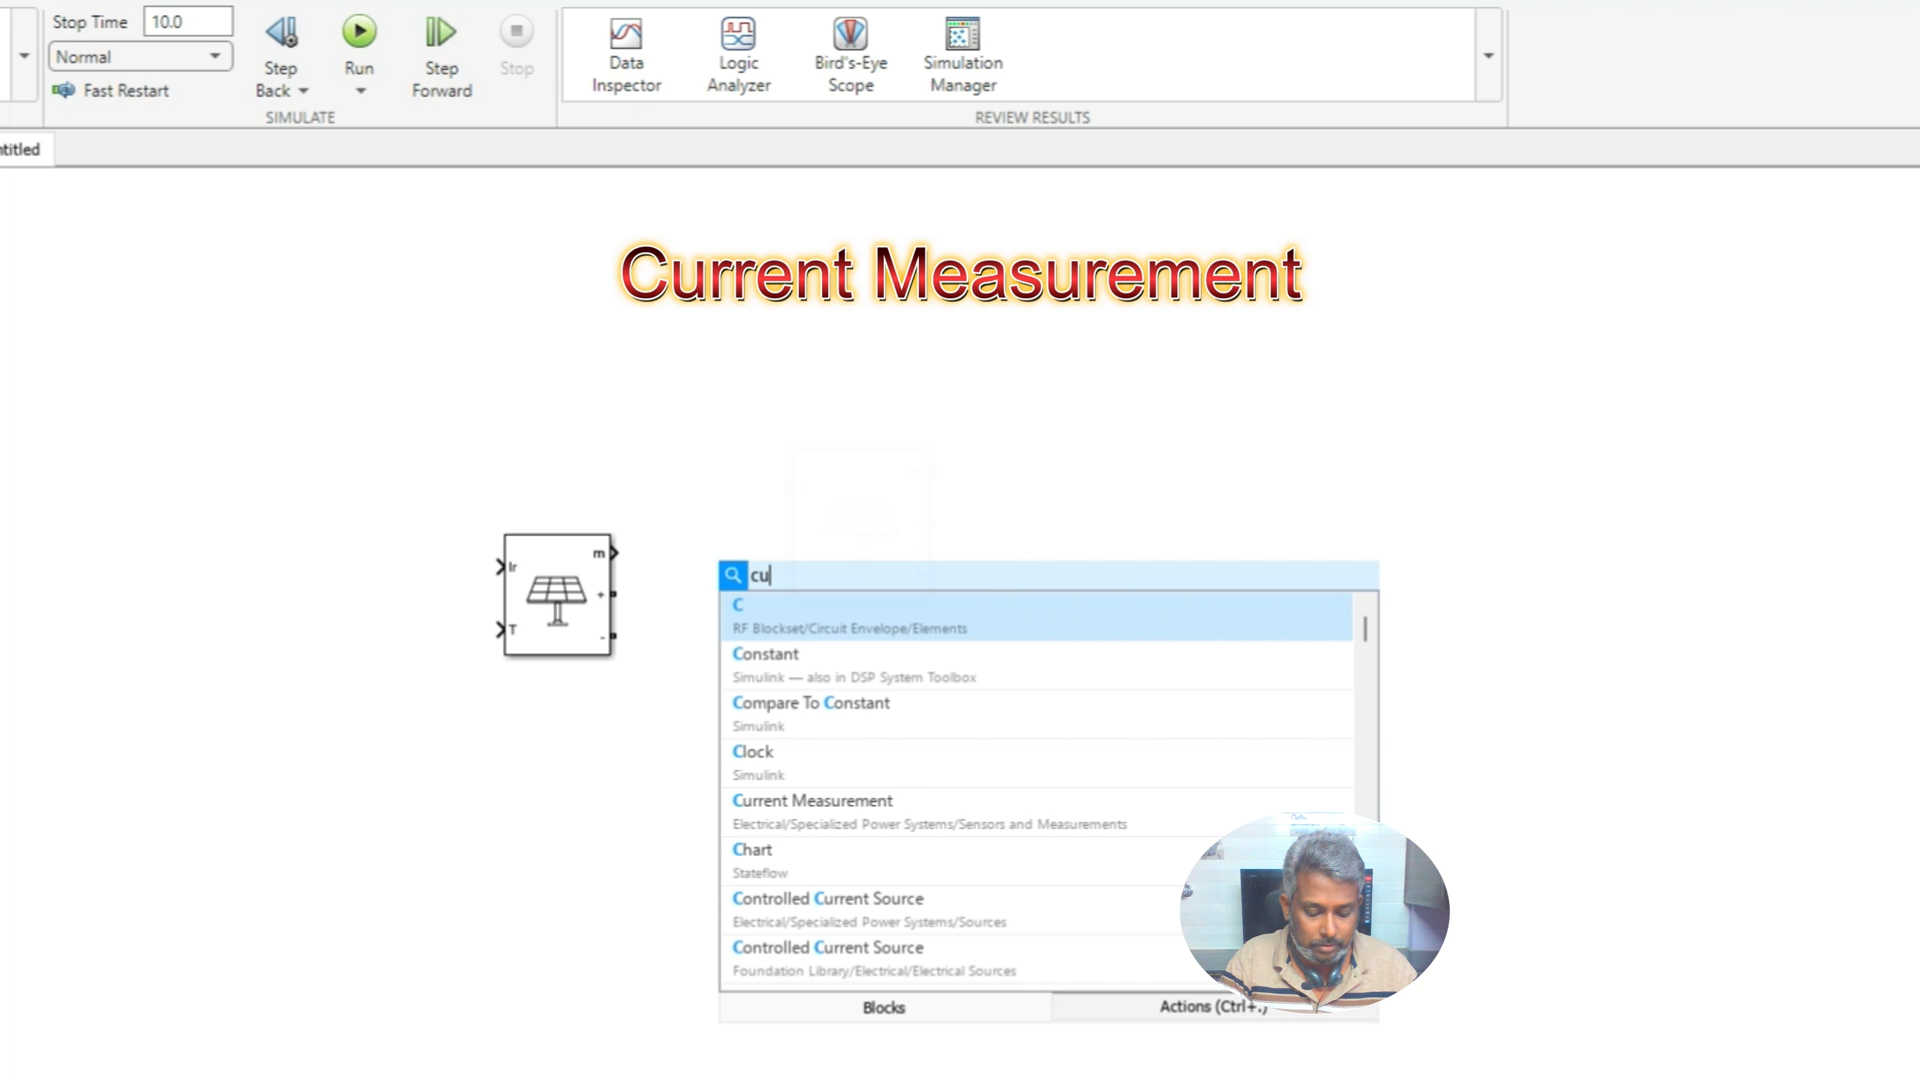 Stop Time 10.0
Normal
Fast Restart
Step Back
Run
Step Forward
Stop
SIMULATE
Data Inspector
Logic Analyzer
Bird's-Eye Scope
Simulation Manager
REVIEW RESULTS
ntitled
Current Measurement
m
Ir
+
T
-
cu
C
RF Blockset/Circuit Envelope/Elements
Constant
Simulink — also in DSP System Toolbox
Compare To Constant
Simulink
Clock
Simulink
Current Measurement
Electrical/Specialized Power Systems/Sensors and Measurements
Chart
Stateflow
Controlled Current Source
Electrical/Specialized Power Systems/Sources
Controlled Current Source
Foundation Library/Electrical/Electrical Sources
Blocks
Actions (Ctrl+.)